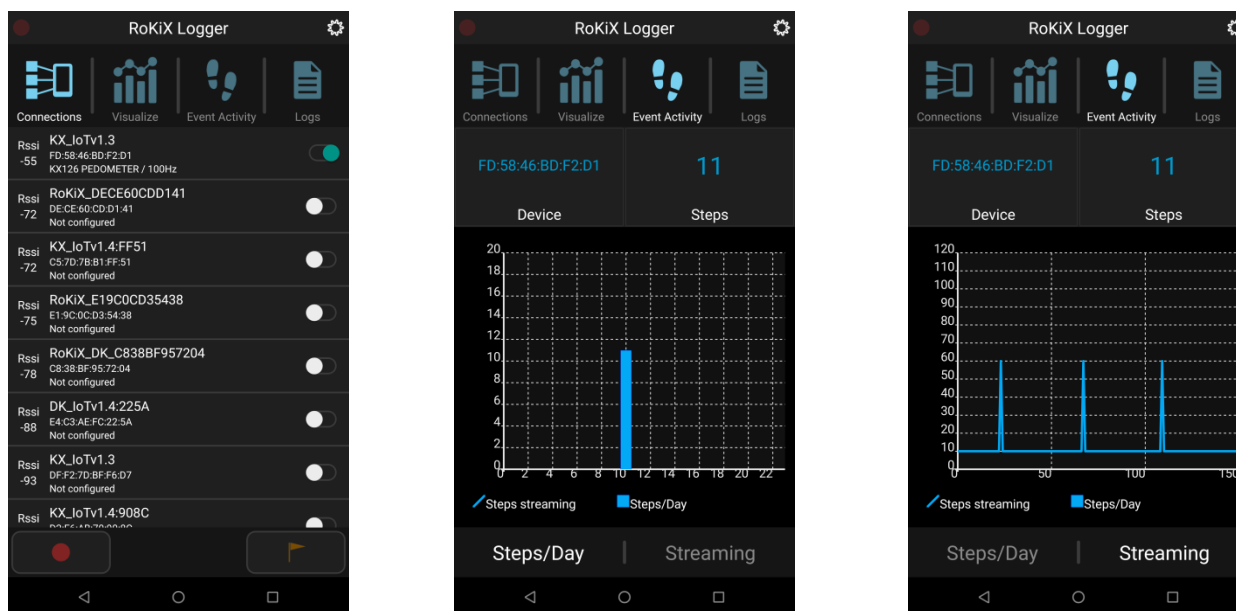 RoKiX Logger
Connections Visualize Event Activity Logs
Rssi -55 KX_IoTv1.3
FD:58:46:BD:F2:D1
KX126 PEDOMETER / 100Hz
Rssi -72 RoKiX_DECE60CDD141
DE:CE:60:CD:D1:41
Not configured
Rssi -72 KX_IoTv1.4:FF51
C5:7D:7B:B1:FF:51
Not configured
Rssi -75 RoKiX_E19C0CD35438
E1:9C:0C:D3:54:38
Not configured
Rssi -78 RoKiX_DK_C838BF957204
C8:38:BF:95:72:04
Not configured
Rssi -88 DK_IoTv1.4:225A
E4:C3:AE:FC:22:5A
Not configured
Rssi -93 KX_IoTv1.3
DF:F2:7D:BF:F6:D7
Not configured
Rssi KX_IoTv1.4:908C
RoKiX Logger
Connections Visualize Event Activity Logs
FD:58:46:BD:F2:D1 11
Device Steps
20
18
16
14
12
10
8
6
4
2
0
0 2 4 6 8 10 12 14 16 18 20 22
Steps streaming Steps/Day
Steps/Day Streaming
RoKiX Logger
Connections Visualize Event Activity Logs
FD:58:46:BD:F2:D1 11
Device Steps
120
110
100
90
80
70
60
50
40
30
20
10
0
50 100 150
Steps streaming Steps/Day
Steps/Day Streaming